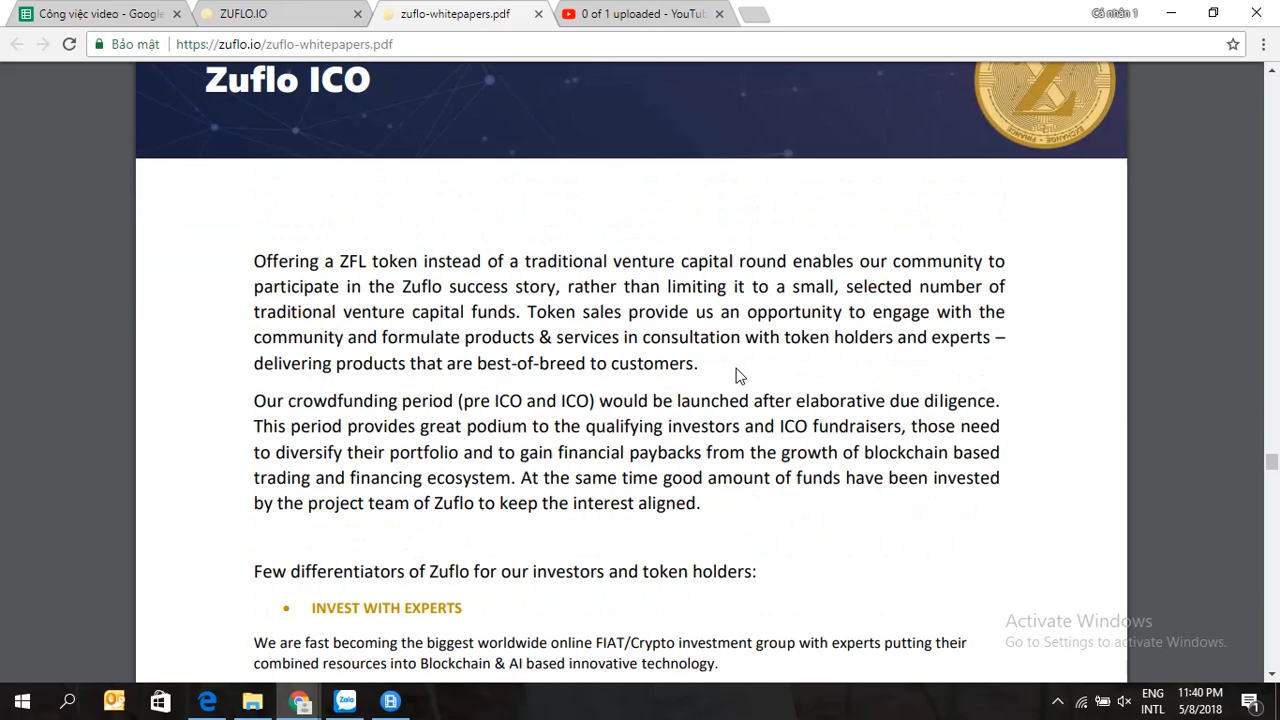 Công việc video - Google
ZUFLO.IO
zuflo-whitepapers.pdf
0 of 1 uploaded - YouTu
Cá nhân 1
Bảo mật
https://zuflo.io/zuflo-whitepapers.pdf
Zuflo ICO
EXCHANGE • FINANCE
Offering a ZFL token instead of a traditional venture capital round enables our community to
participate in the Zuflo success story, rather than limiting it to a small, selected number of
traditional venture capital funds. Token sales provide us an opportunity to engage with the
community and formulate products & services in consultation with token holders and experts –
delivering products that are best-of-breed to customers.
Our crowdfunding period (pre ICO and ICO) would be launched after elaborative due diligence.
This period provides great podium to the qualifying investors and ICO fundraisers, those need
to diversify their portfolio and to gain financial paybacks from the growth of blockchain based
trading and financing ecosystem. At the same time good amount of funds have been invested
by the project team of Zuflo to keep the interest aligned.
Few differentiators of Zuflo for our investors and token holders:
• INVEST WITH EXPERTS
We are fast becoming the biggest worldwide online FIAT/Crypto investment group with experts putting their
combined resources into Blockchain & AI based innovative technology.
Activate Windows
Go to Settings to activate Windows.
Zalo
ENG
INTL
11:40 PM
5/8/2018
1